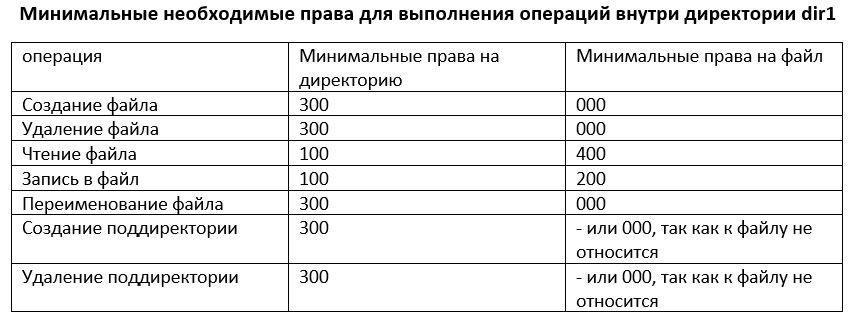 Минимальные необходимые права для выполнения операций внутри директории dir1
операция
Минимальные права на
директорию
Минимальные права на файл
Создание файла
300
000
Удаление файла
300
000
Чтение файла
100
400
Запись в файл
100
200
Переименование файла
300
000
Создание поддиректории
300
- или 000, так как к файлу не
относится
Удаление поддиректории
300
- или 000, так как к файлу не
относится